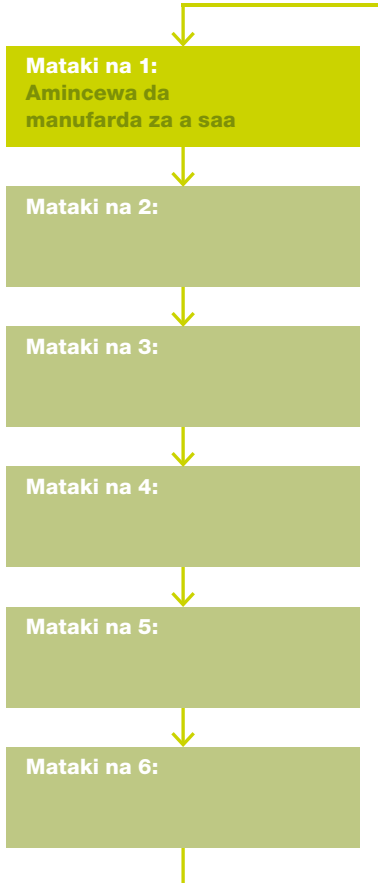 Mataki na 1:
Amincewa da
manufarda za a saa
Mataki na 2:
Mataki na 3:
Mataki na 4:
Mataki na 5:
Mataki na 6: